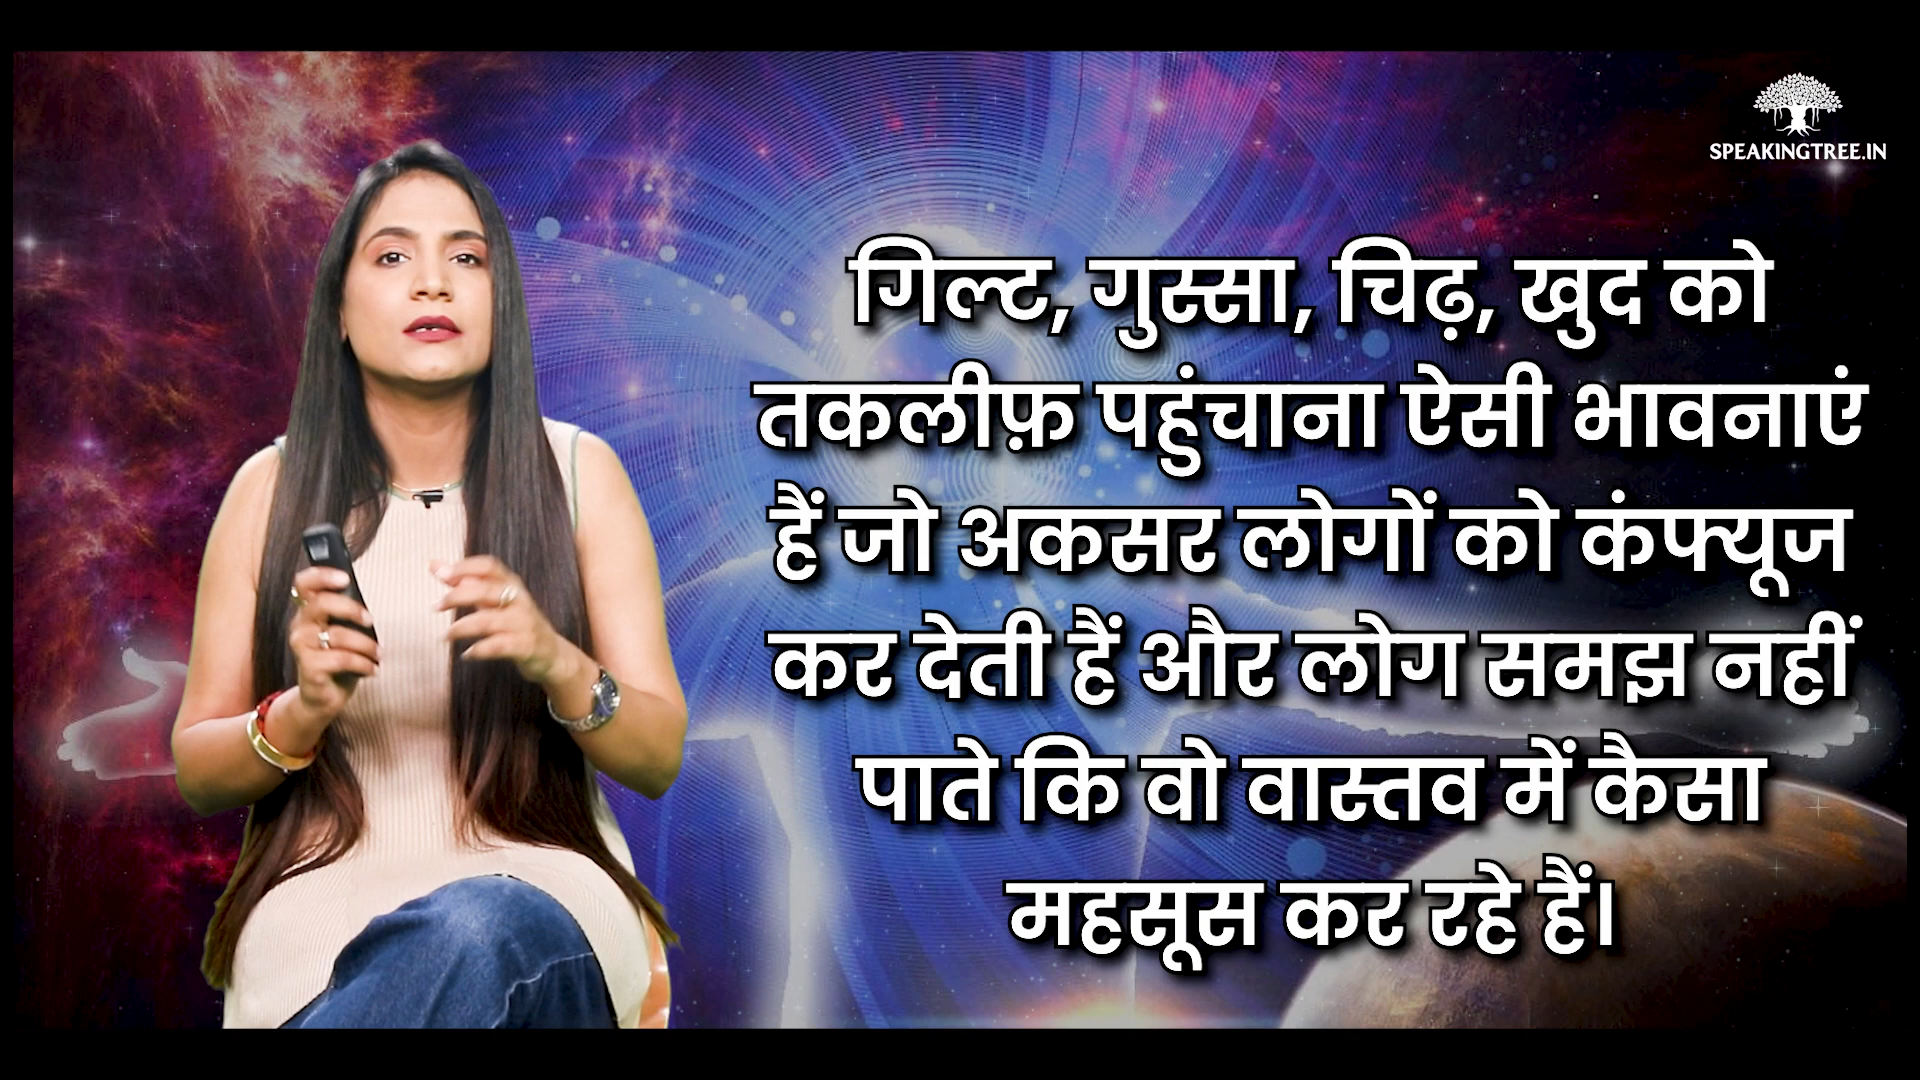 SPEAKINGTREE.IN
गिल्ट, गुस्सा, चिढ़, खुद को
तकलीफ़ पहुंचाना ऐसी भावनाएं
हैं जो अकसर लोगों को कंफ्यूज
कर देती हैं और लोग समझ नहीं
पाते कि वो वास्तव में कैसा
महसूस कर रहे हैं।